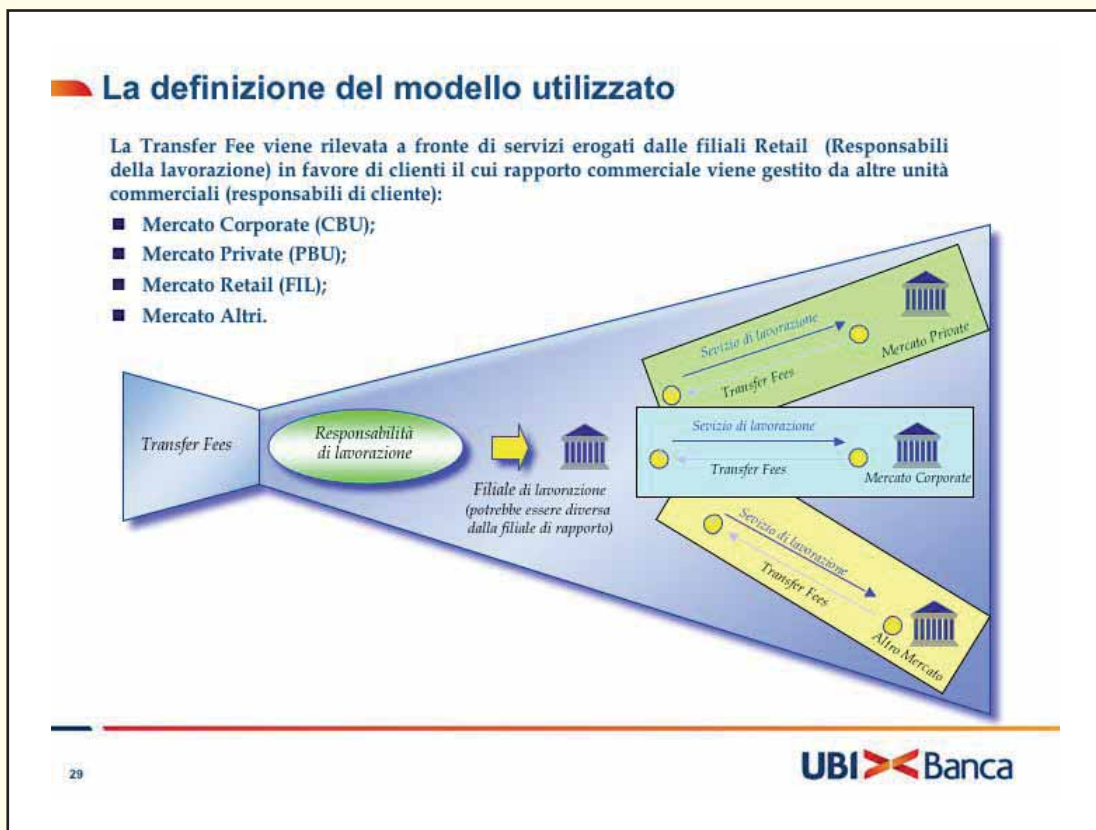 La definizione del modello utilizzato
La Transfer Fee viene rilevata a fronte di servizi erogati dalle filiali Retail (Responsabili
della lavorazione) in favore di clienti il cui rapporto commerciale viene gestito da altre unità
commerciali (responsabili di cliente):
Mercato Corporate (CBU);
Mercato Private (PBU);
Mercato Retail (FIL);
Mercato Altri.
Transfer Fees
Responsabilità
di lavorazione
Filiale di lavorazione
(potrebbe essere diversa
dalla filiale di rapporto)
Sevizio di lavorazione
Transfer Fees
Mercato Private
Sevizio di lavorazione
Transfer Fees
Mercato Corporate
Sevizio di lavorazione
Transfer Fees
Altro Mercato
29
UBI Banca